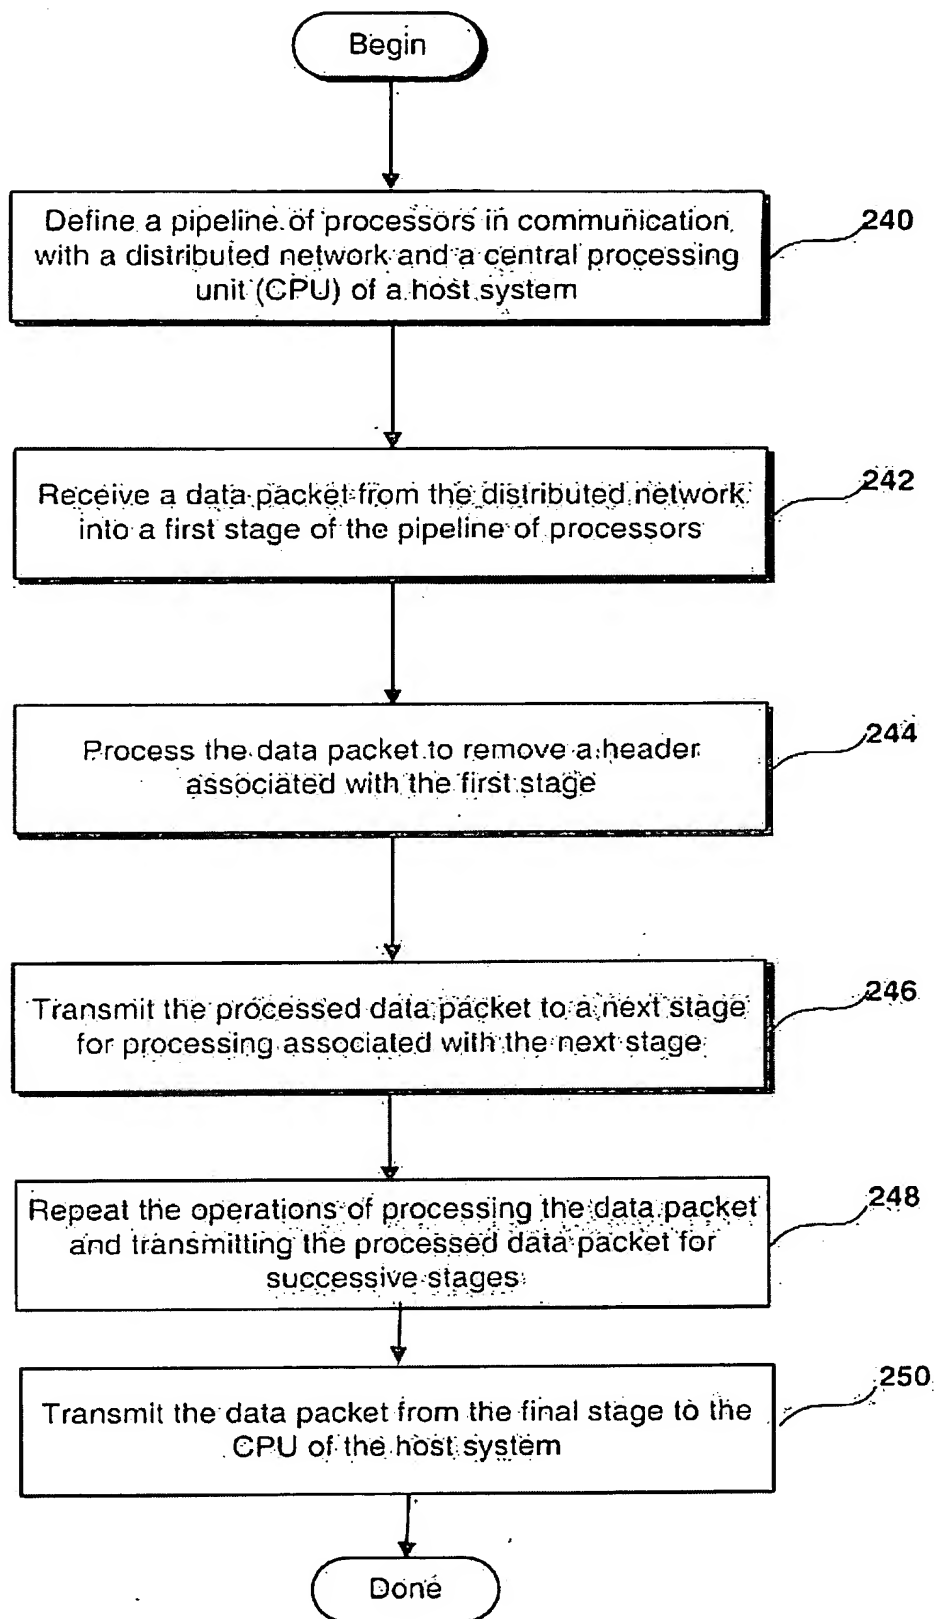 Begin
Define a pipeline of processors in communication
with a distributed network and a central processing
unit (CPU) of a host system
240
Receive a data packet from the distributed network
into a first stage of the pipeline of processors
242
Process the data packet to remove a header
associated with the first stage
244
Transmit the processed data packet to a next stage
for processing associated with the next stage
246
Repeat the operations of processing the data packet
and transmitting the processed data packet for
successive stages
248
Transmit the data packet from the final stage to the
CPU of the host system
250
Done